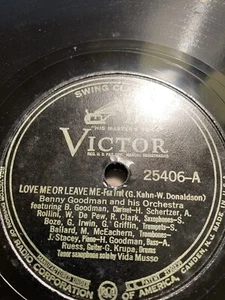 SWING CL
HIS MASTER'S VOICE
VICTOR
25406-A
LOVE ME OR LEAVE ME-Fox Trot (G. Kahn-W. Donaldson)
Benny Goodman and his Orchestra
featuring B. Goodman, Clarinet-H. Schertzer, A.
Rollini, W. De Pew, R. Clark, Saxophones-S.
Boze, G. Irwin, G. Griffin, Trumpets-S.
Ballard, M. McEachern, Trombones-
J. Stacey, Piano-H. Goodman, Bass-A.
Ruess, Guitar-G. Krupa, Drums
Tenor saxophone solo by Vida Musso
RADIO CORPORATION
RCA
AMERICA, CAMDEN, N.J.